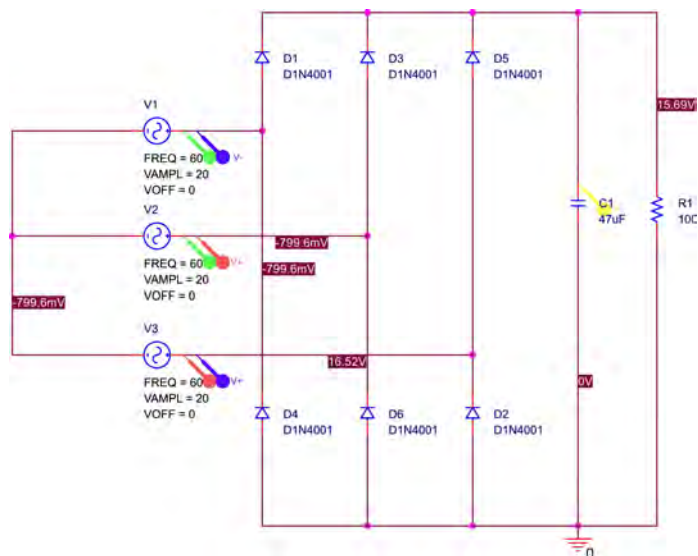 D1
D1N4001
D3
D1N4001
D5
D1N4001
V1
V-
FREQ = 60
VAMPL = 20
VOFF = 0
15.69V
C1
47uF
R1
V2
V+
FREQ = 60
VAMPL = 20
VOFF = 0
-799.6mV
-799.6mV
-799.6mV
V3
V+
16.52V
FREQ = 60
VAMPL = 20
VOFF = 0
0V
D4
D1N4001
D6
D1N4001
D2
D1N4001
0